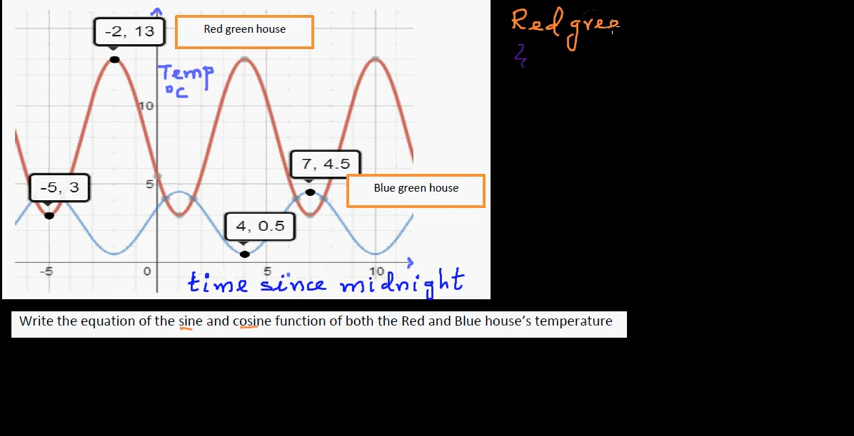 -2, 13
Red green house
Red gree
Temp
°C
10
7, 4.5
5
-5, 3
Blue green house
4, 0.5
-5
0
5
10
time since midnight
Write the equation of the sine and cosine function of both the Red and Blue house's temperature